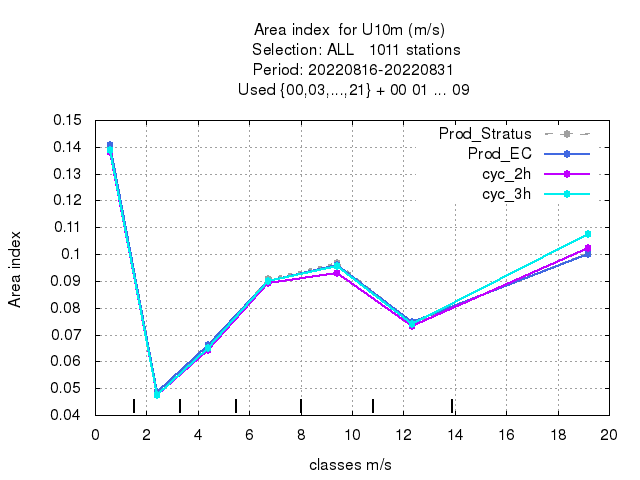 Area index  for U10m (m/s)
Selection: ALL   1011 stations
Period: 20220816-20220831
Used {00,03,...,21} + 00 01 ... 09
0.15
0.14
0.13
0.12
0.11
0.1
0.09
0.08
0.07
0.06
0.05
0.04
Area index
Prod_Stratus
Prod_EC
cyc_2h
cyc_3h
0 2 4 6 8 10 12 14 16 18 20
classes m/s